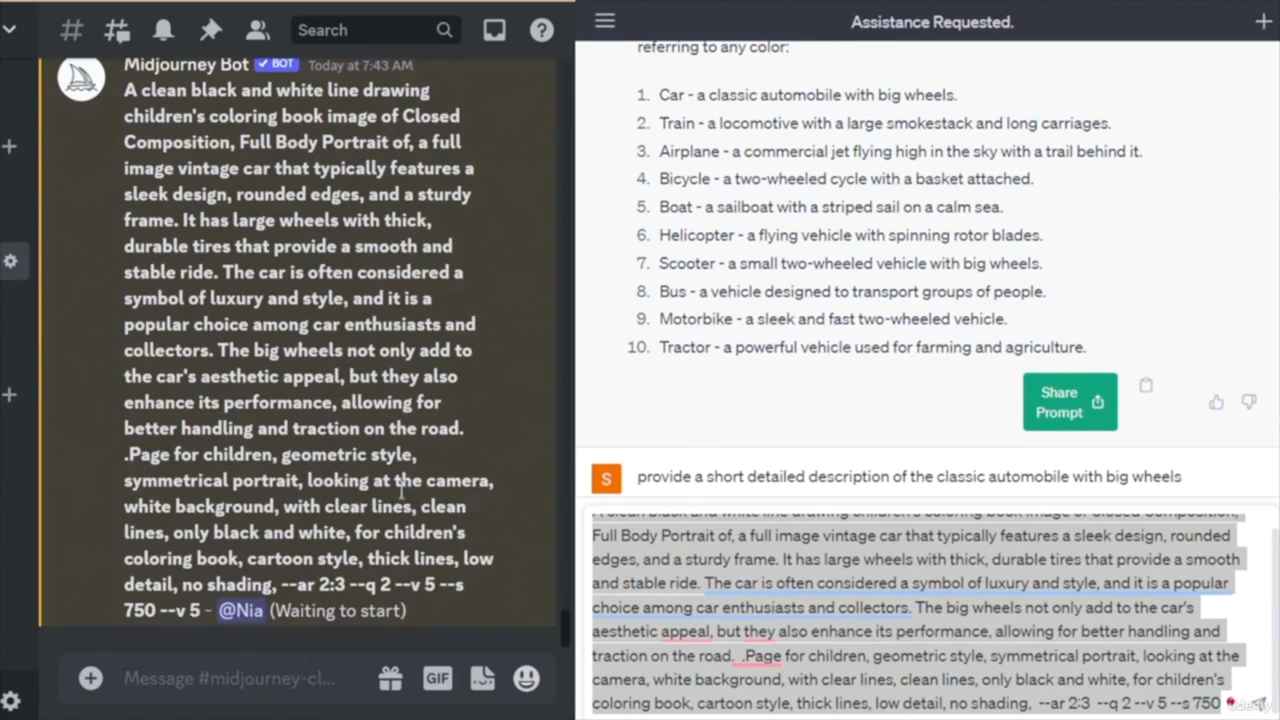 Search
Midjourney Bot BOT Today at 7:43 AM
A clean black and white line drawing
children's coloring book image of Closed
Composition, Full Body Portrait of, a full
image vintage car that typically features a
sleek design, rounded edges, and a sturdy
frame. It has large wheels with thick,
durable tires that provide a smooth and
stable ride. The car is often considered a
symbol of luxury and style, and it is a
popular choice among car enthusiasts and
collectors. The big wheels not only add to
the car's aesthetic appeal, but they also
enhance its performance, allowing for
better handling and traction on the road.
.Page for children, geometric style,
symmetrical portrait, looking at the camera,
white background, with clear lines, clean
lines, only black and white, for children's
coloring book, cartoon style, thick lines, low
detail, no shading, --ar 2:3 --q 2 --v 5 --s
750 --v 5 - @Nia (Waiting to start)
Message #midjourney-cl...
GIF
Assistance Requested.
referring to any color:
1. Car - a classic automobile with big wheels.
2. Train - a locomotive with a large smokestack and long carriages.
3. Airplane - a commercial jet flying high in the sky with a trail behind it.
4. Bicycle - a two-wheeled cycle with a basket attached.
5. Boat - a sailboat with a striped sail on a calm sea.
6. Helicopter - a flying vehicle with spinning rotor blades.
7. Scooter - a small two-wheeled vehicle with big wheels.
8. Bus - a vehicle designed to transport groups of people.
9. Motorbike - a sleek and fast two-wheeled vehicle.
10. Tractor - a powerful vehicle used for farming and agriculture.
Share
Prompt
S
provide a short detailed description of the classic automobile with big wheels
A clean black and white line drawing children's coloring book image of Closed Composition,
Full Body Portrait of, a full image vintage car that typically features a sleek design, rounded
edges, and a sturdy frame. It has large wheels with thick, durable tires that provide a smooth
and stable ride. The car is often considered a symbol of luxury and style, and it is a popular
choice among car enthusiasts and collectors. The big wheels not only add to the car's
aesthetic appeal, but they also enhance its performance, allowing for better handling and
traction on the road. .Page for children, geometric style, symmetrical portrait, looking at the
camera, white background, with clear lines, clean lines, only black and white, for children's
coloring book, cartoon style, thick lines, low detail, no shading, --ar 2:3 --q 2 --v 5 --s 750
Udemy